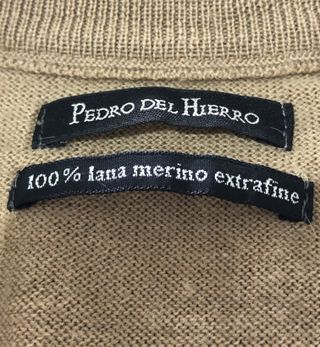 PEDRO DEL HIERRO
100% lana merino extrafine